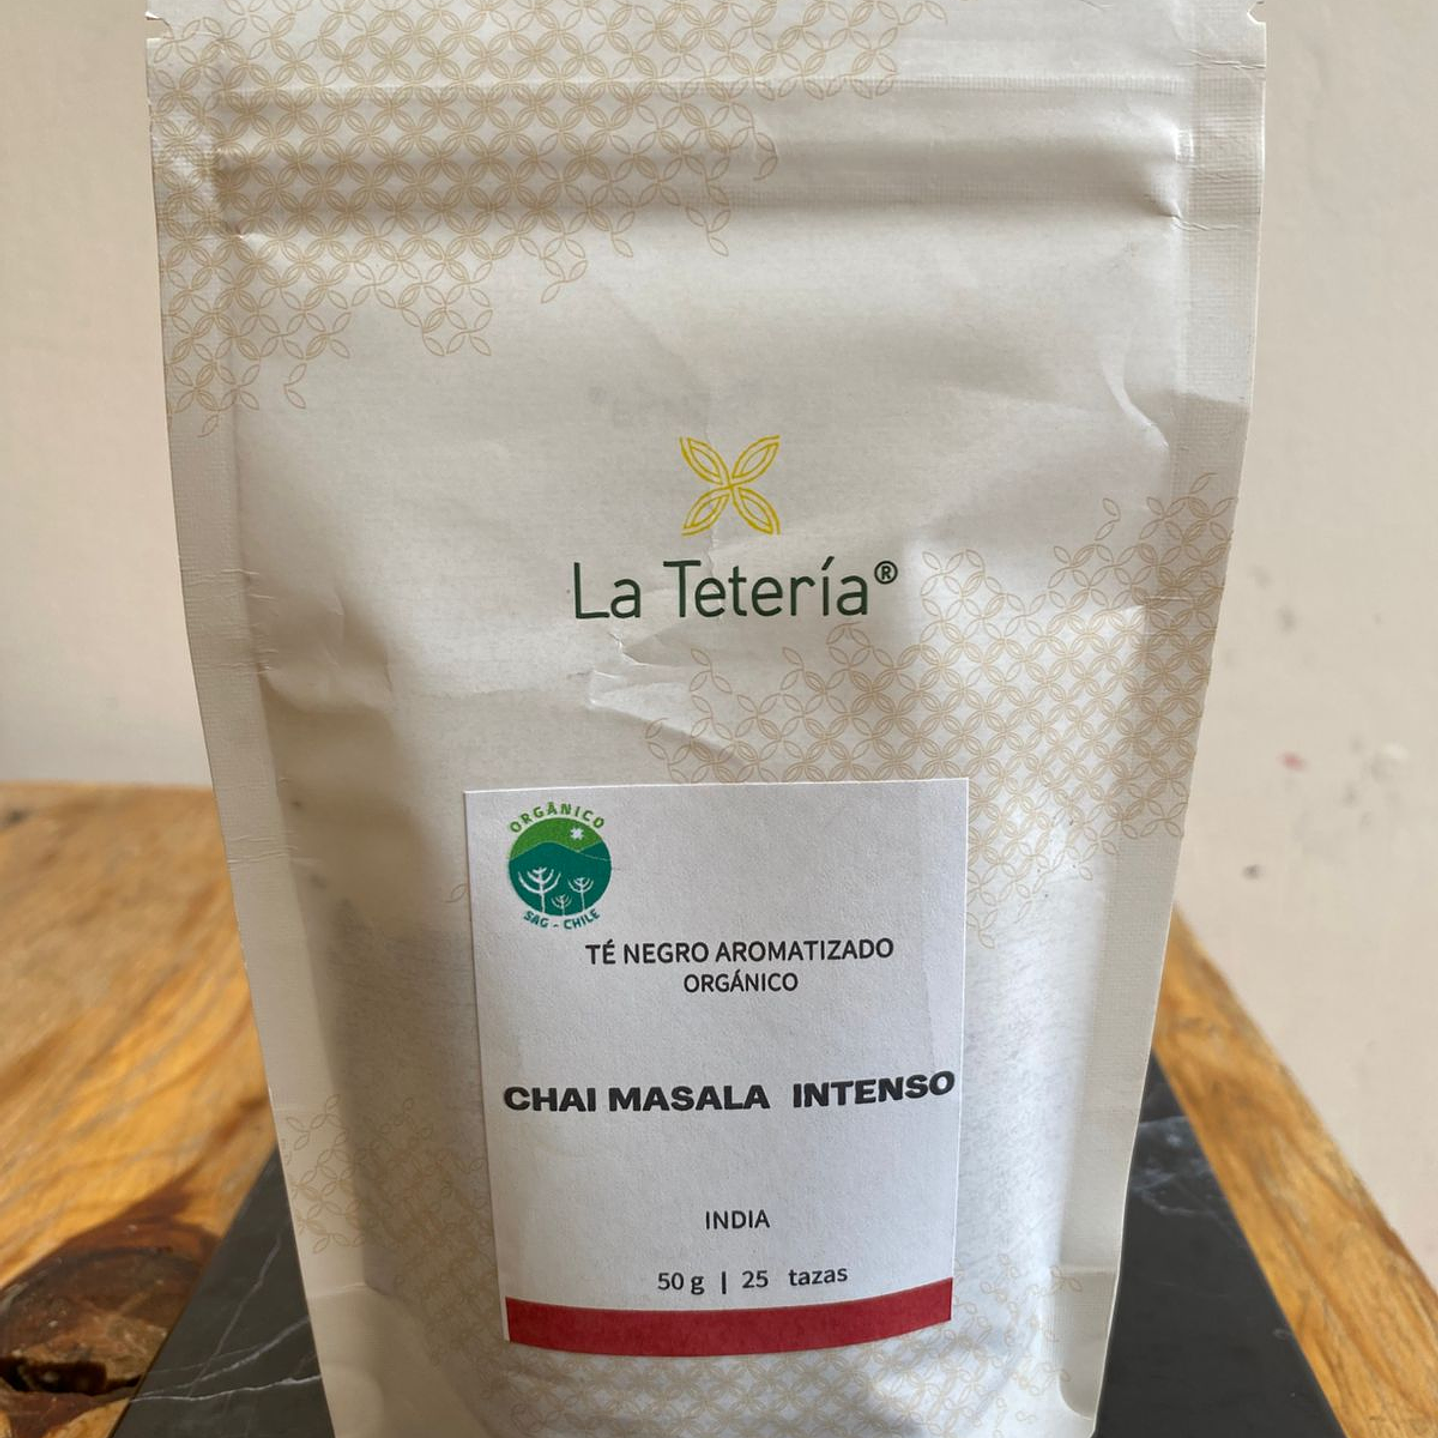 La Tetería®
ORGÁNICO
SAG - CHILE
TÉ NEGRO AROMATIZADO
ORGÁNICO
CHAI MASALA INTENSO
INDIA
50 g | 25 tazas